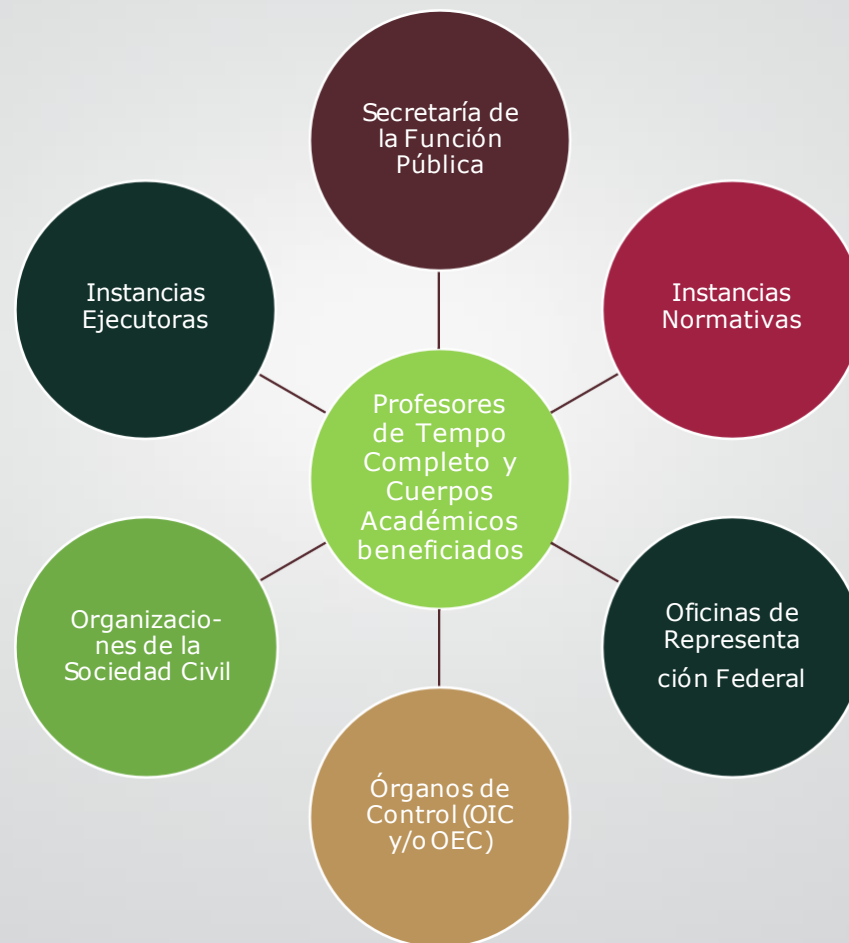 Secretaría de
la Función
Pública
Instancias
Ejecutoras
Instancias
Normativas
Profesores
de Tempo
Completo y
Cuerpos
Académicos
beneficiados
Organizacio-
nes de la
Sociedad Civil
Oficinas de
Representa
ción Federal
Órganos de
Control (OIC
y/o OEC)